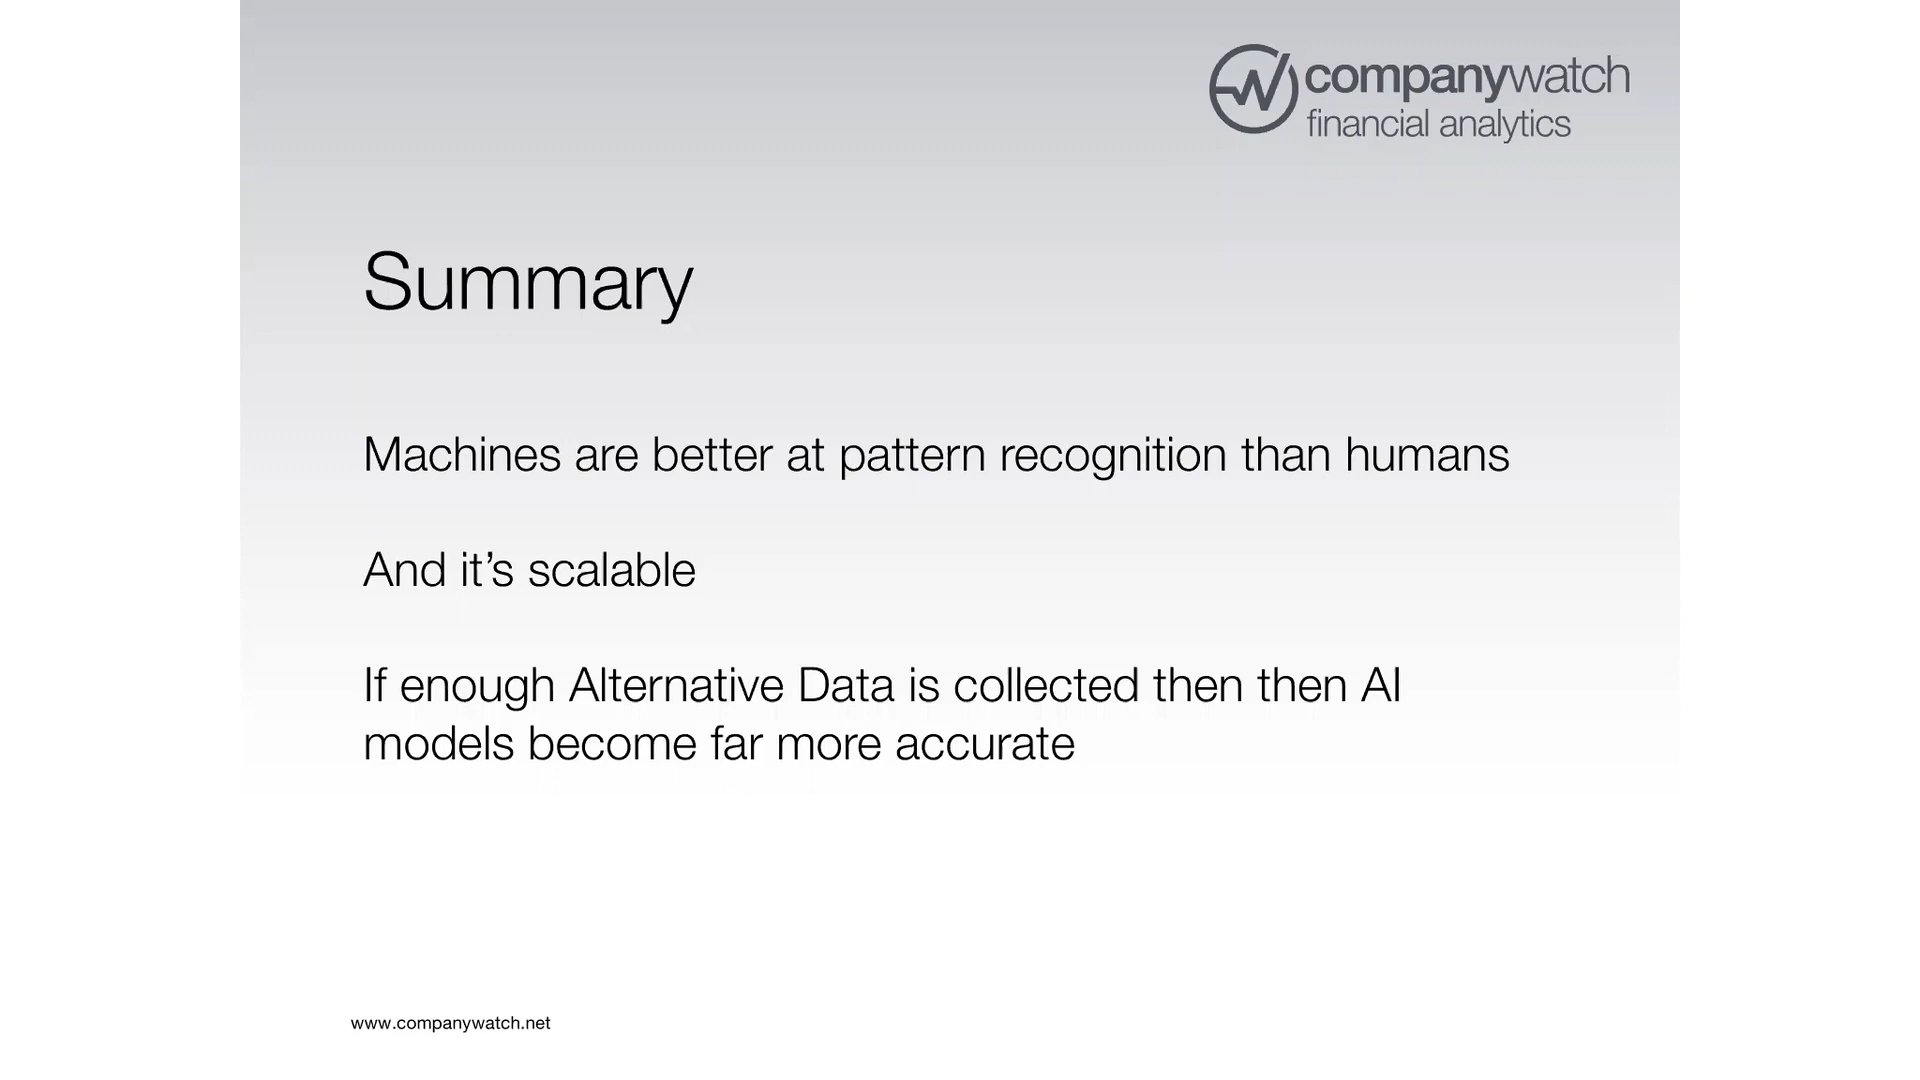 companywatch
financial analytics
Summary
Machines are better at pattern recognition than humans
And it’s scalable
If enough Alternative Data is collected then then AI
models become far more accurate
www.companywatch.net